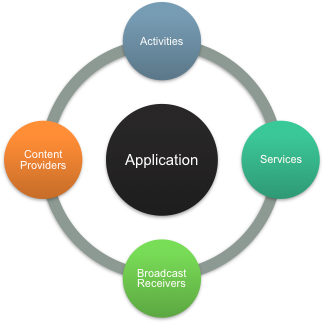 Activities
Content
Providers
Application
Services
Broadcast
Receivers